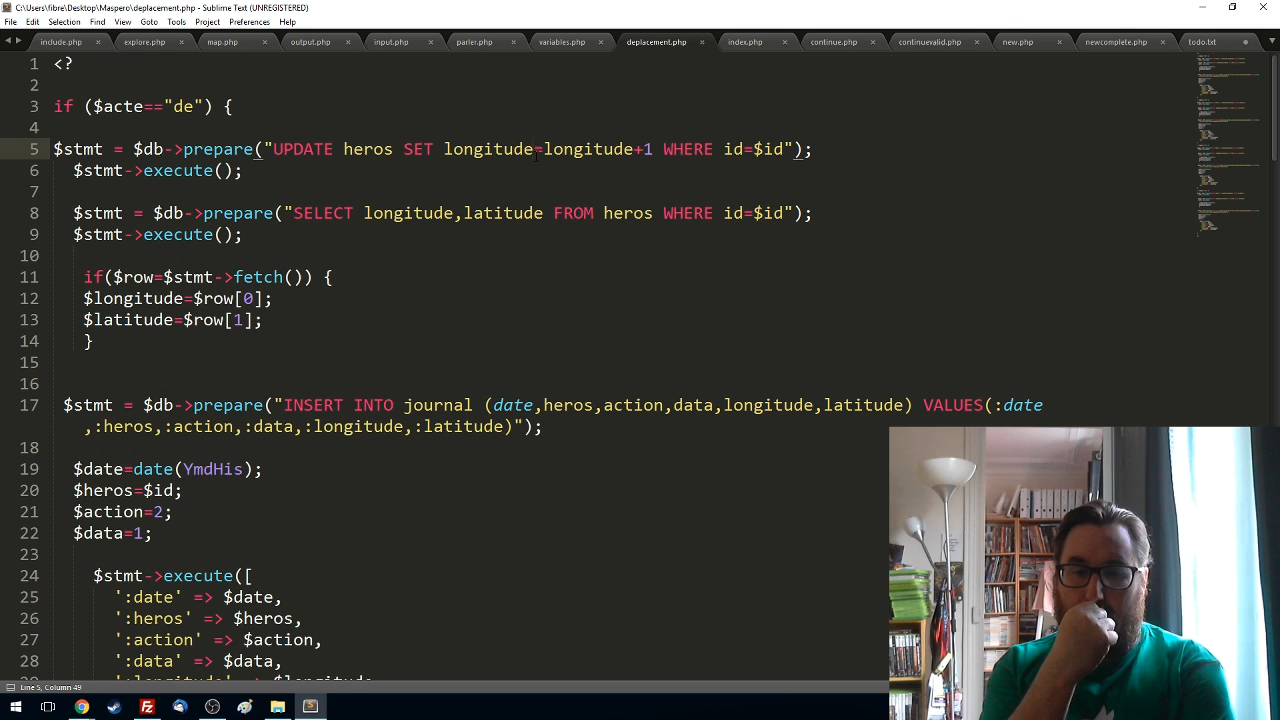 C:\Users\fibre\Desktop\Maspero\deplacement.php - Sublime Text (UNREGISTERED)
File Edit Selection Find View Goto Tools Project Preferences Help
include.php explore.php map.php output.php input.php parler.php variables.php deplacement.php index.php continue.php continuevalid.php new.php newcomplete.php todo.txt
1 <?
2
3 if ($acte=="de") {
4
5 $stmt = $db->prepare("UPDATE heros SET longitude=longitude+1 WHERE id=$id");
6 $stmt->execute();
7
8 $stmt = $db->prepare("SELECT longitude,latitude FROM heros WHERE id=$id");
9 $stmt->execute();
10
11 if($row=$stmt->fetch()) {
12 $longitude=$row[0];
13 $latitude=$row[1];
14 }
15
16
17 $stmt = $db->prepare("INSERT INTO journal (date,heros,action,data,longitude,latitude) VALUES(:date
,:heros,:action,:data,:longitude,:latitude)");
18
19 $date=date(YmdHis);
20 $heros=$id;
21 $action=2;
22 $data=1;
23
24 $stmt->execute([
25 ':date' => $date,
26 ':heros' => $heros,
27 ':action' => $action,
28 ':data' => $data,
Line 5, Column 49